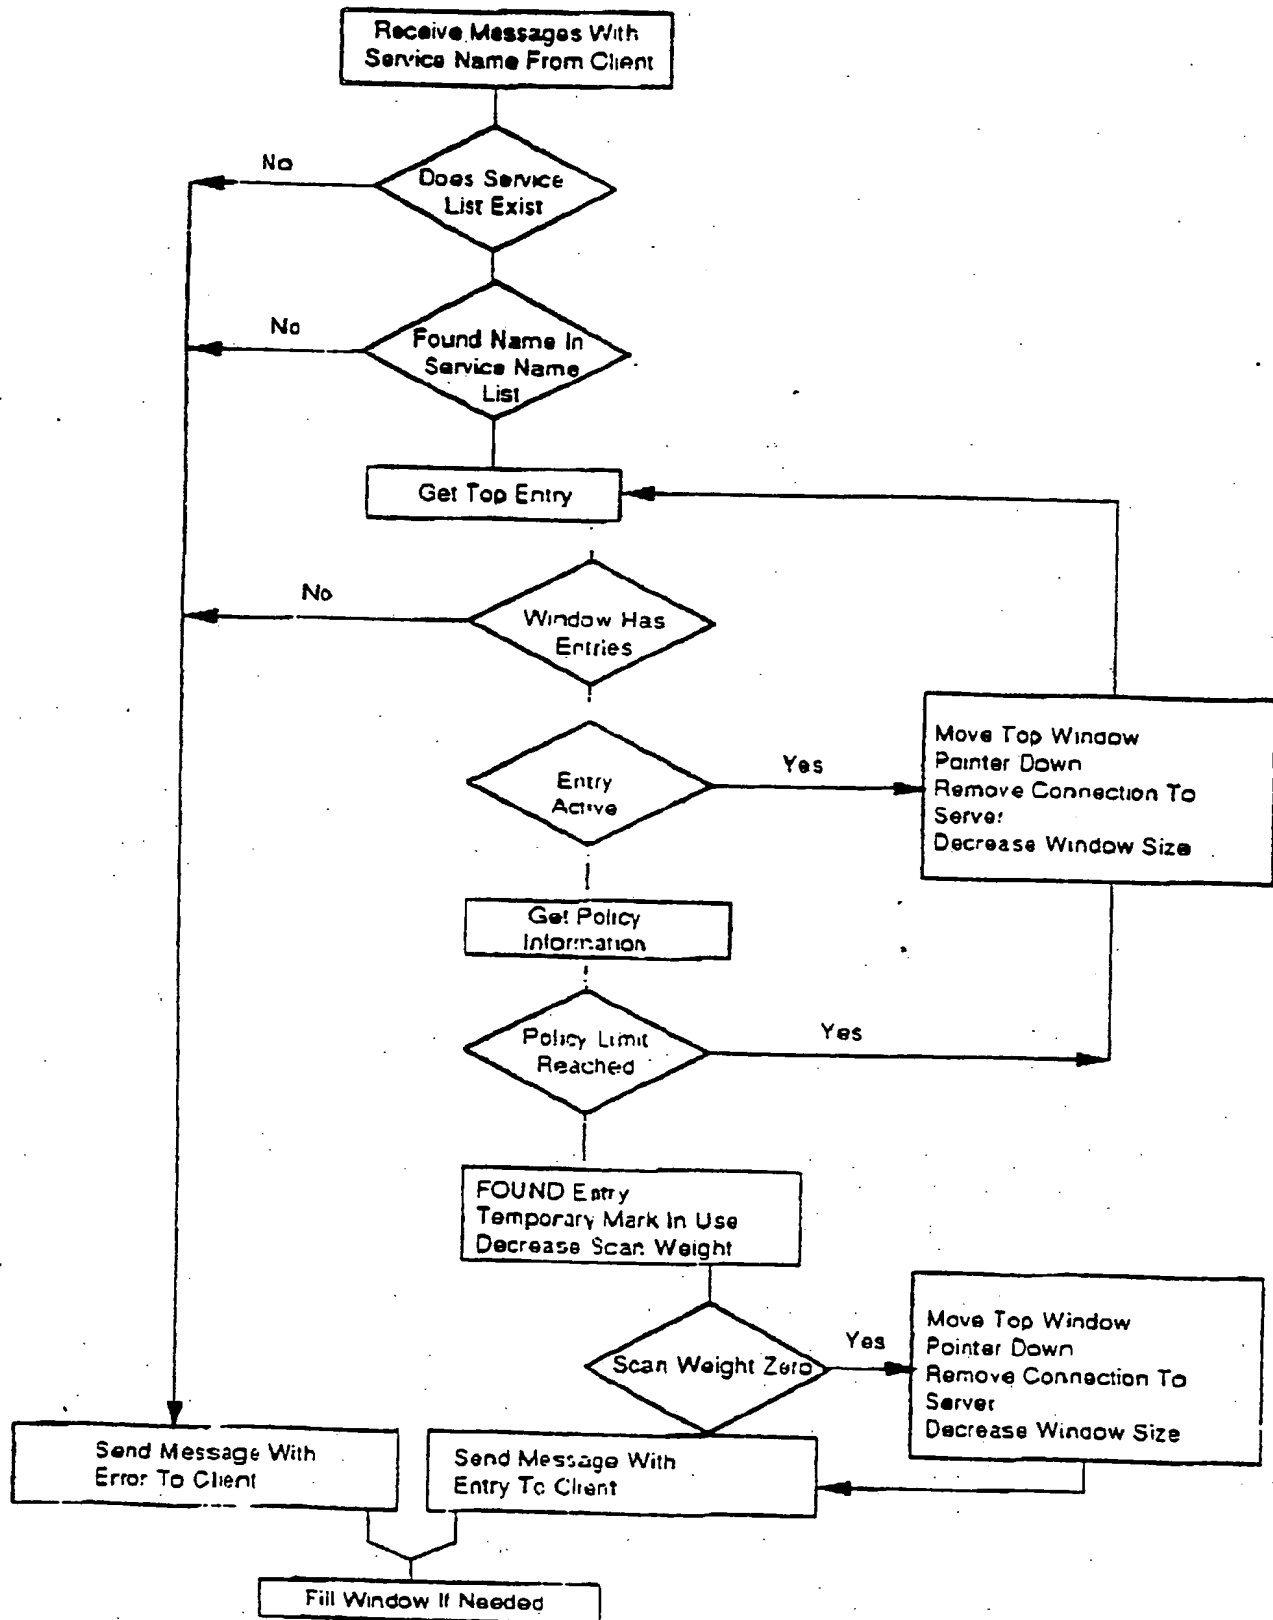 Receive Messages With
Service Name From Client
No
Does Service
List Exist
No
Found Name In
Service Name
List
Get Top Entry
No
Window Has
Entries
Move Top Window
Pointer Down
Remove Connection To
Server
Decrease Window Size
Yes
Entry
Active
Get Policy
Information
Policy Limit
Reached
Yes
FOUND Entry
Temporary Mark In Use
Decrease Scan Weight
Scan Weight Zero
Yes
Move Top Window
Pointer Down
Remove Connection To
Server
Decrease Window Size
Send Message With
Error To Client
Send Message With
Entry To Client
Fill Window If Needed